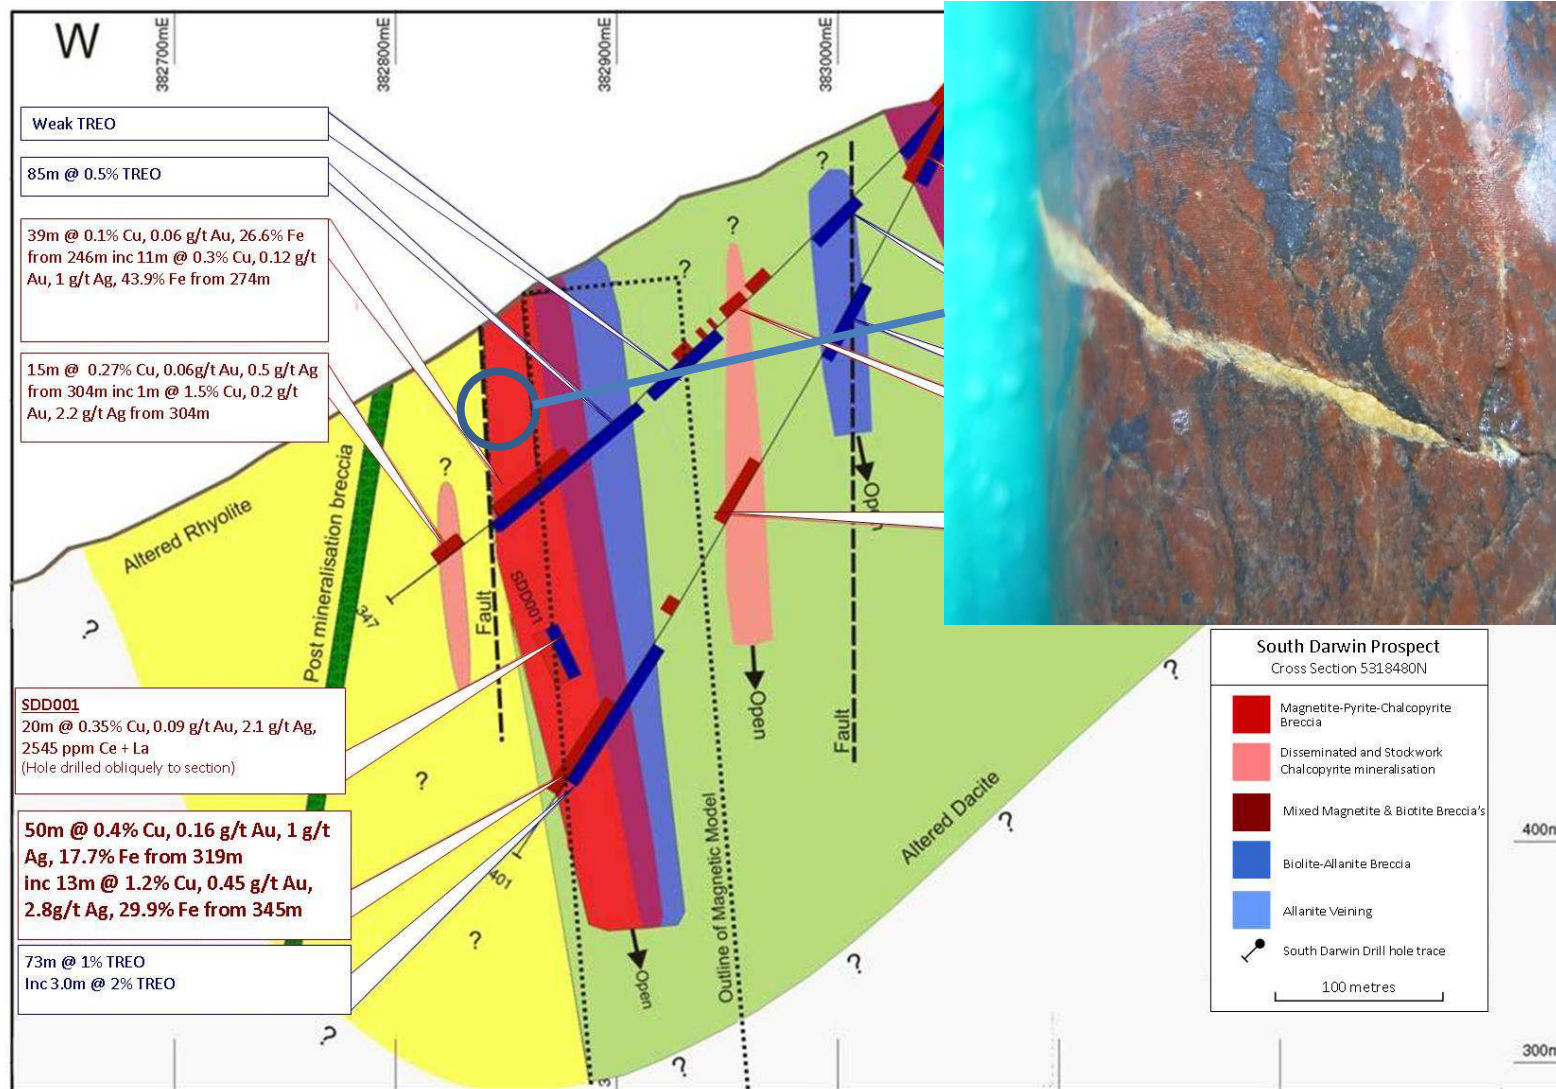 W
382700mE
382800mE
382900mE
383000mE
Weak TREO
85m @ 0.5% TREO
39m @ 0.1% Cu, 0.06 g/t Au, 26.6% Fe
from 246m inc 11m @ 0.3% Cu, 0.12 g/t
Au, 1 g/t Ag, 43.9% Fe from 274m
15m @ 0.27% Cu, 0.06g/t Au, 0.5 g/t Ag
from 304m inc 1m @ 1.5% Cu, 0.2 g/t
Au, 2.2 g/t Ag from 304m
?
?
?
?
Altered Rhyolite
Post mineralisation breccia
?
347
Fault
SDD001
Open
Open
Fault
?
SDD001
20m @ 0.35% Cu, 0.09 g/t Au, 2.1 g/t Ag,
2545 ppm Ce + La
(Hole drilled obliquely to section)
?
50m @ 0.4% Cu, 0.16 g/t Au, 1 g/t
Ag, 17.7% Fe from 319m
inc 13m @ 1.2% Cu, 0.45 g/t Au,
2.8g/t Ag, 29.9% Fe from 345m
401
?
73m @ 1% TREO
Inc 3.0m @ 2% TREO
Open
Outline of Magnetic Model
Altered Dacite
?
?
?
?
South Darwin Prospect
Cross Section 5318480N
Magnetite-Pyrite-Chalcopyrite
Breccia
Disseminated and Stockwork
Chalcopyrite mineralisation
Mixed Magnetite & Biotite Breccia's
Biolite-Allanite Breccia
Allanite Veining
South Darwin Drill hole trace
100 metres
400m
300m